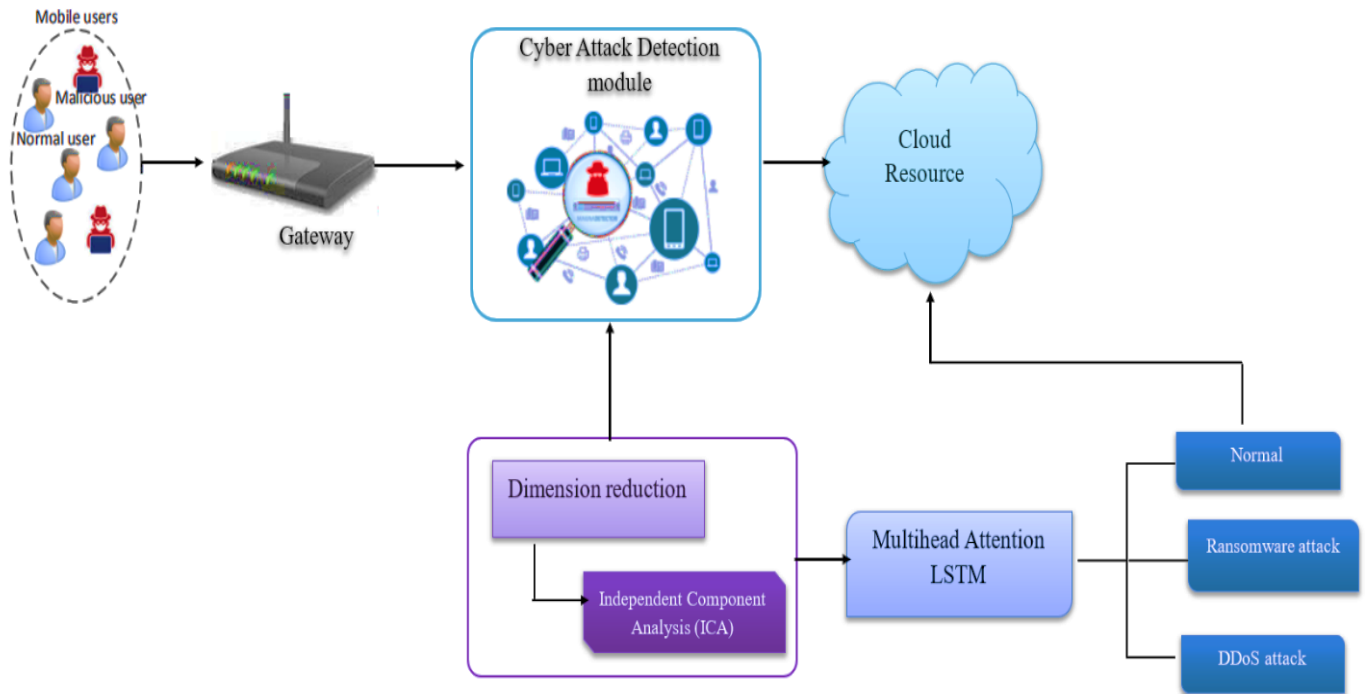 Mobile users
Malicious user
Normal user
Gateway
Cyber Attack Detection
module
Cloud
Resource
Dimension reduction
Independent Component
Analysis (ICA)
Multihead Attention
LSTM
Normal
Ransomware attack
DDoS attack